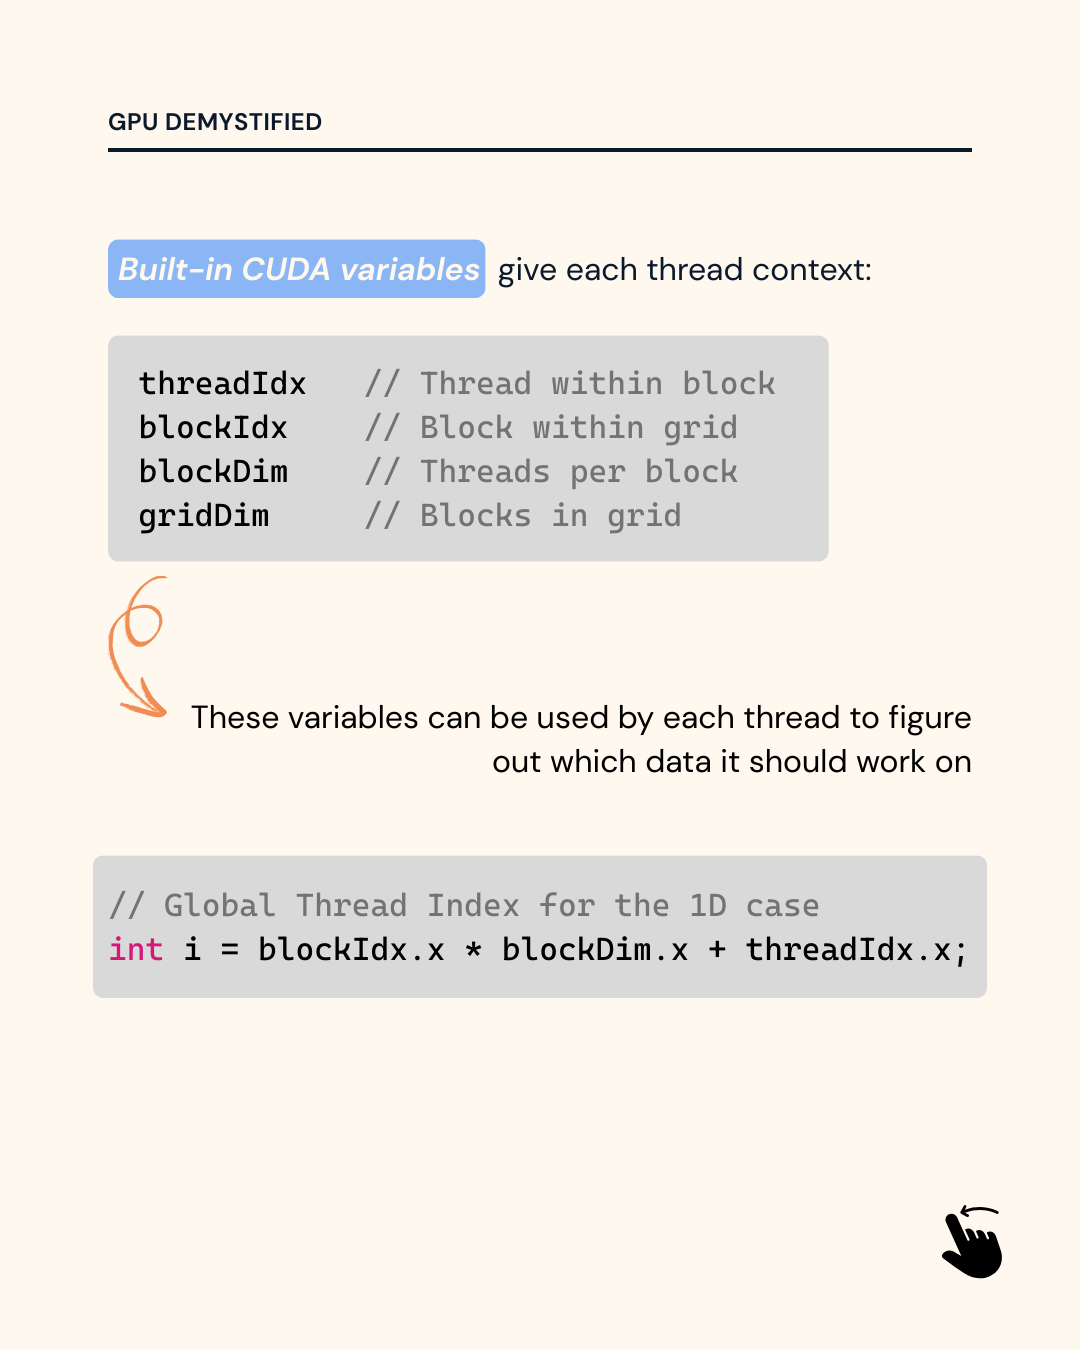 GPU DEMYSTIFIED
Built-in CUDA variables give each thread context:
threadIdx   // Thread within block
blockIdx    // Block within grid
blockDim    // Threads per block
gridDim     // Blocks in grid
These variables can be used by each thread to figure
out which data it should work on
// Global Thread Index for the 1D case
int i = blockIdx.x * blockDim.x + threadIdx.x;